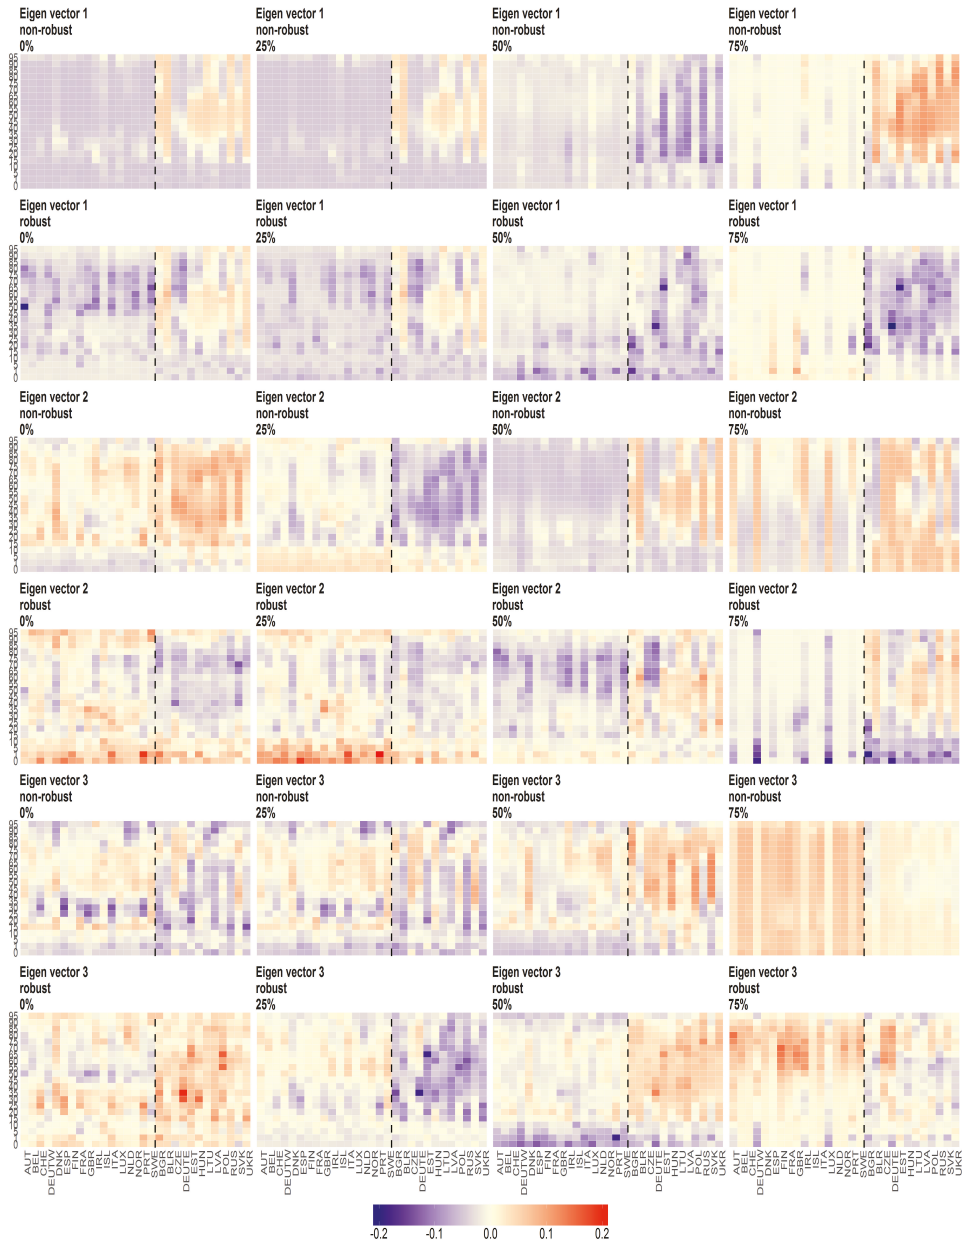 Eigen vector 1 Eigen vector 1 Eigen vector 1 Eigen vector 1
non-robust non-robust non-robust non-robust
0% 25% 50% 75%
Eigen vector 1 Eigen vector 1 Eigen vector 1 Eigen vector 1
robust robust robust robust
0% 25% 50% 75%
Eigen vector 2 Eigen vector 2 Eigen vector 2 Eigen vector 2
non-robust non-robust non-robust non-robust
0% 25% 50% 75%
Eigen vector 2 Eigen vector 2 Eigen vector 2 Eigen vector 2
robust robust robust robust
0% 25% 50% 75%
Eigen vector 3 Eigen vector 3 Eigen vector 3 Eigen vector 3
non-robust non-robust non-robust non-robust
0% 25% 50% 75%
Eigen vector 3 Eigen vector 3 Eigen vector 3 Eigen vector 3
robust robust robust robust
0% 25% 50% 75%
AUT BEL CHE DEUTW DNK ESP FIN FRA GBR IRL ISL ITA LUX NLD NOR PRT SWE BGR BLR CZE DEUTE EST HUN LTU LVA POL RUS SVK UKR
AUT BEL CHE DEUTW DNK ESP FIN FRA GBR IRL ISL ITA LUX NLD NOR PRT SWE BGR BLR CZE DEUTE EST HUN LTU LVA POL RUS SVK UKR
AUT BEL CHE DEUTW DNK ESP FIN FRA GBR IRL ISL ITA LUX NLD NOR PRT SWE BGR BLR CZE DEUTE EST HUN LTU LVA POL RUS SVK UKR
AUT BEL CHE DEUTW DNK ESP FIN FRA GBR IRL ISL ITA LUX NLD NOR PRT SWE BGR BLR CZE DEUTE EST HUN LTU LVA POL RUS SVK UKR
-0.2 -0.1 0.0 0.1 0.2